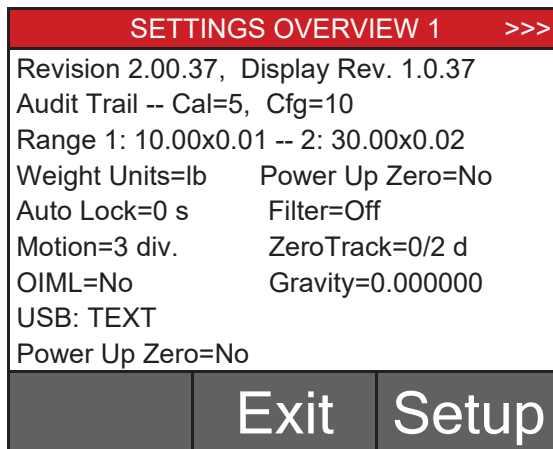 SETTINGS OVERVIEW 1 >>>
Revision 2.00.37, Display Rev. 1.0.37
Audit Trail -- Cal=5, Cfg=10
Range 1: 10.00x0.01 -- 2: 30.00x0.02
Weight Units=lb Power Up Zero=No
Auto Lock=0 s Filter=Off
Motion=3 div. ZeroTrack=0/2 d
OIML=No Gravity=0.000000
USB: TEXT
Power Up Zero=No
Exit Setup